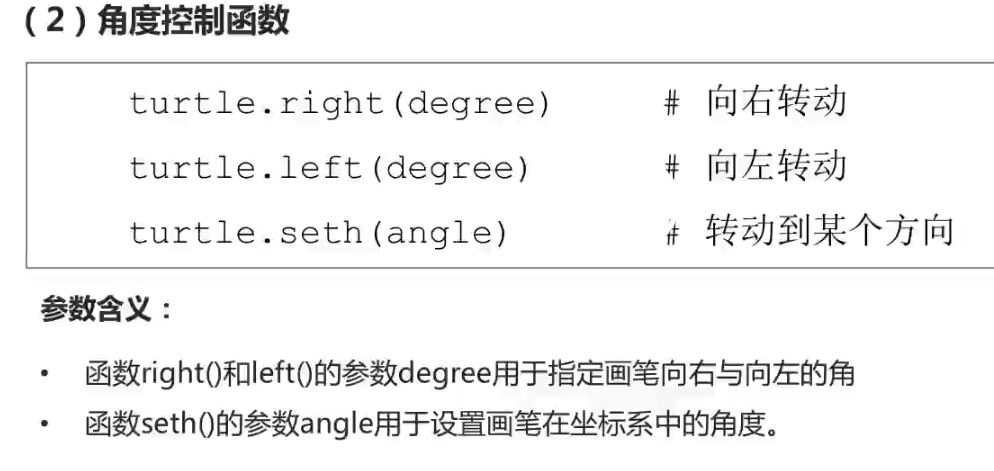 （2）角度控制函数
turtle.right(degree) # 向右转动
turtle.left(degree) # 向左转动
turtle.seth(angle) # 转动到某个方向
参数含义：
• 函数right()和left()的参数degree用于指定画笔向右与向左的角
• 函数seth()的参数angle用于设置画笔在坐标系中的角度。